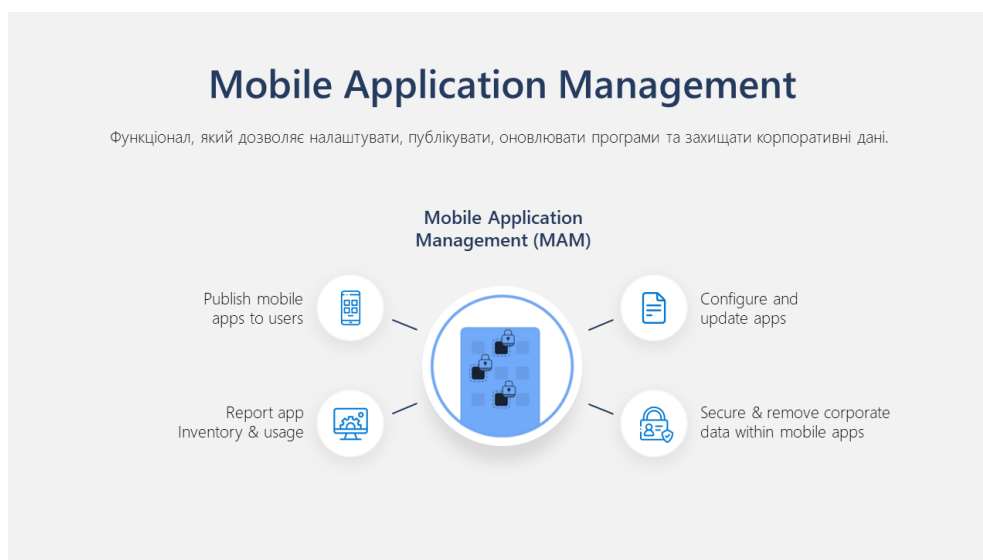 Mobile Application Management
Функціонал, який дозволяє налаштувати, публікувати, оновлювати програми та захищати корпоративні дані.
Mobile Application
Management (MAM)
Publish mobile
apps to users
Configure and
update apps
Report app
Inventory & usage
Secure & remove corporate
data within mobile apps